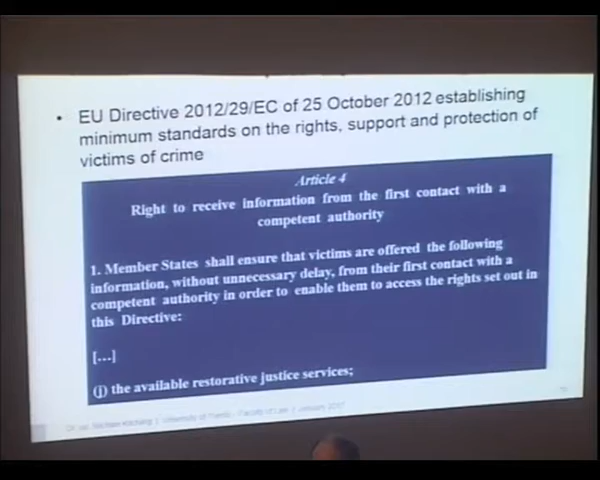 • EU Directive 2012/29/EC of 25 October 2012 establishing
minimum standards on the rights, support and protection of
victims of crime
Article 4
Right to receive information from the first contact with a
competent authority
1. Member States shall ensure that victims are offered the following
information, without unnecessary delay, from their first contact with a
competent authority in order to enable them to access the rights set out in
this Directive:
[...]
(j) the available restorative justice services;
Faculty of Law | January